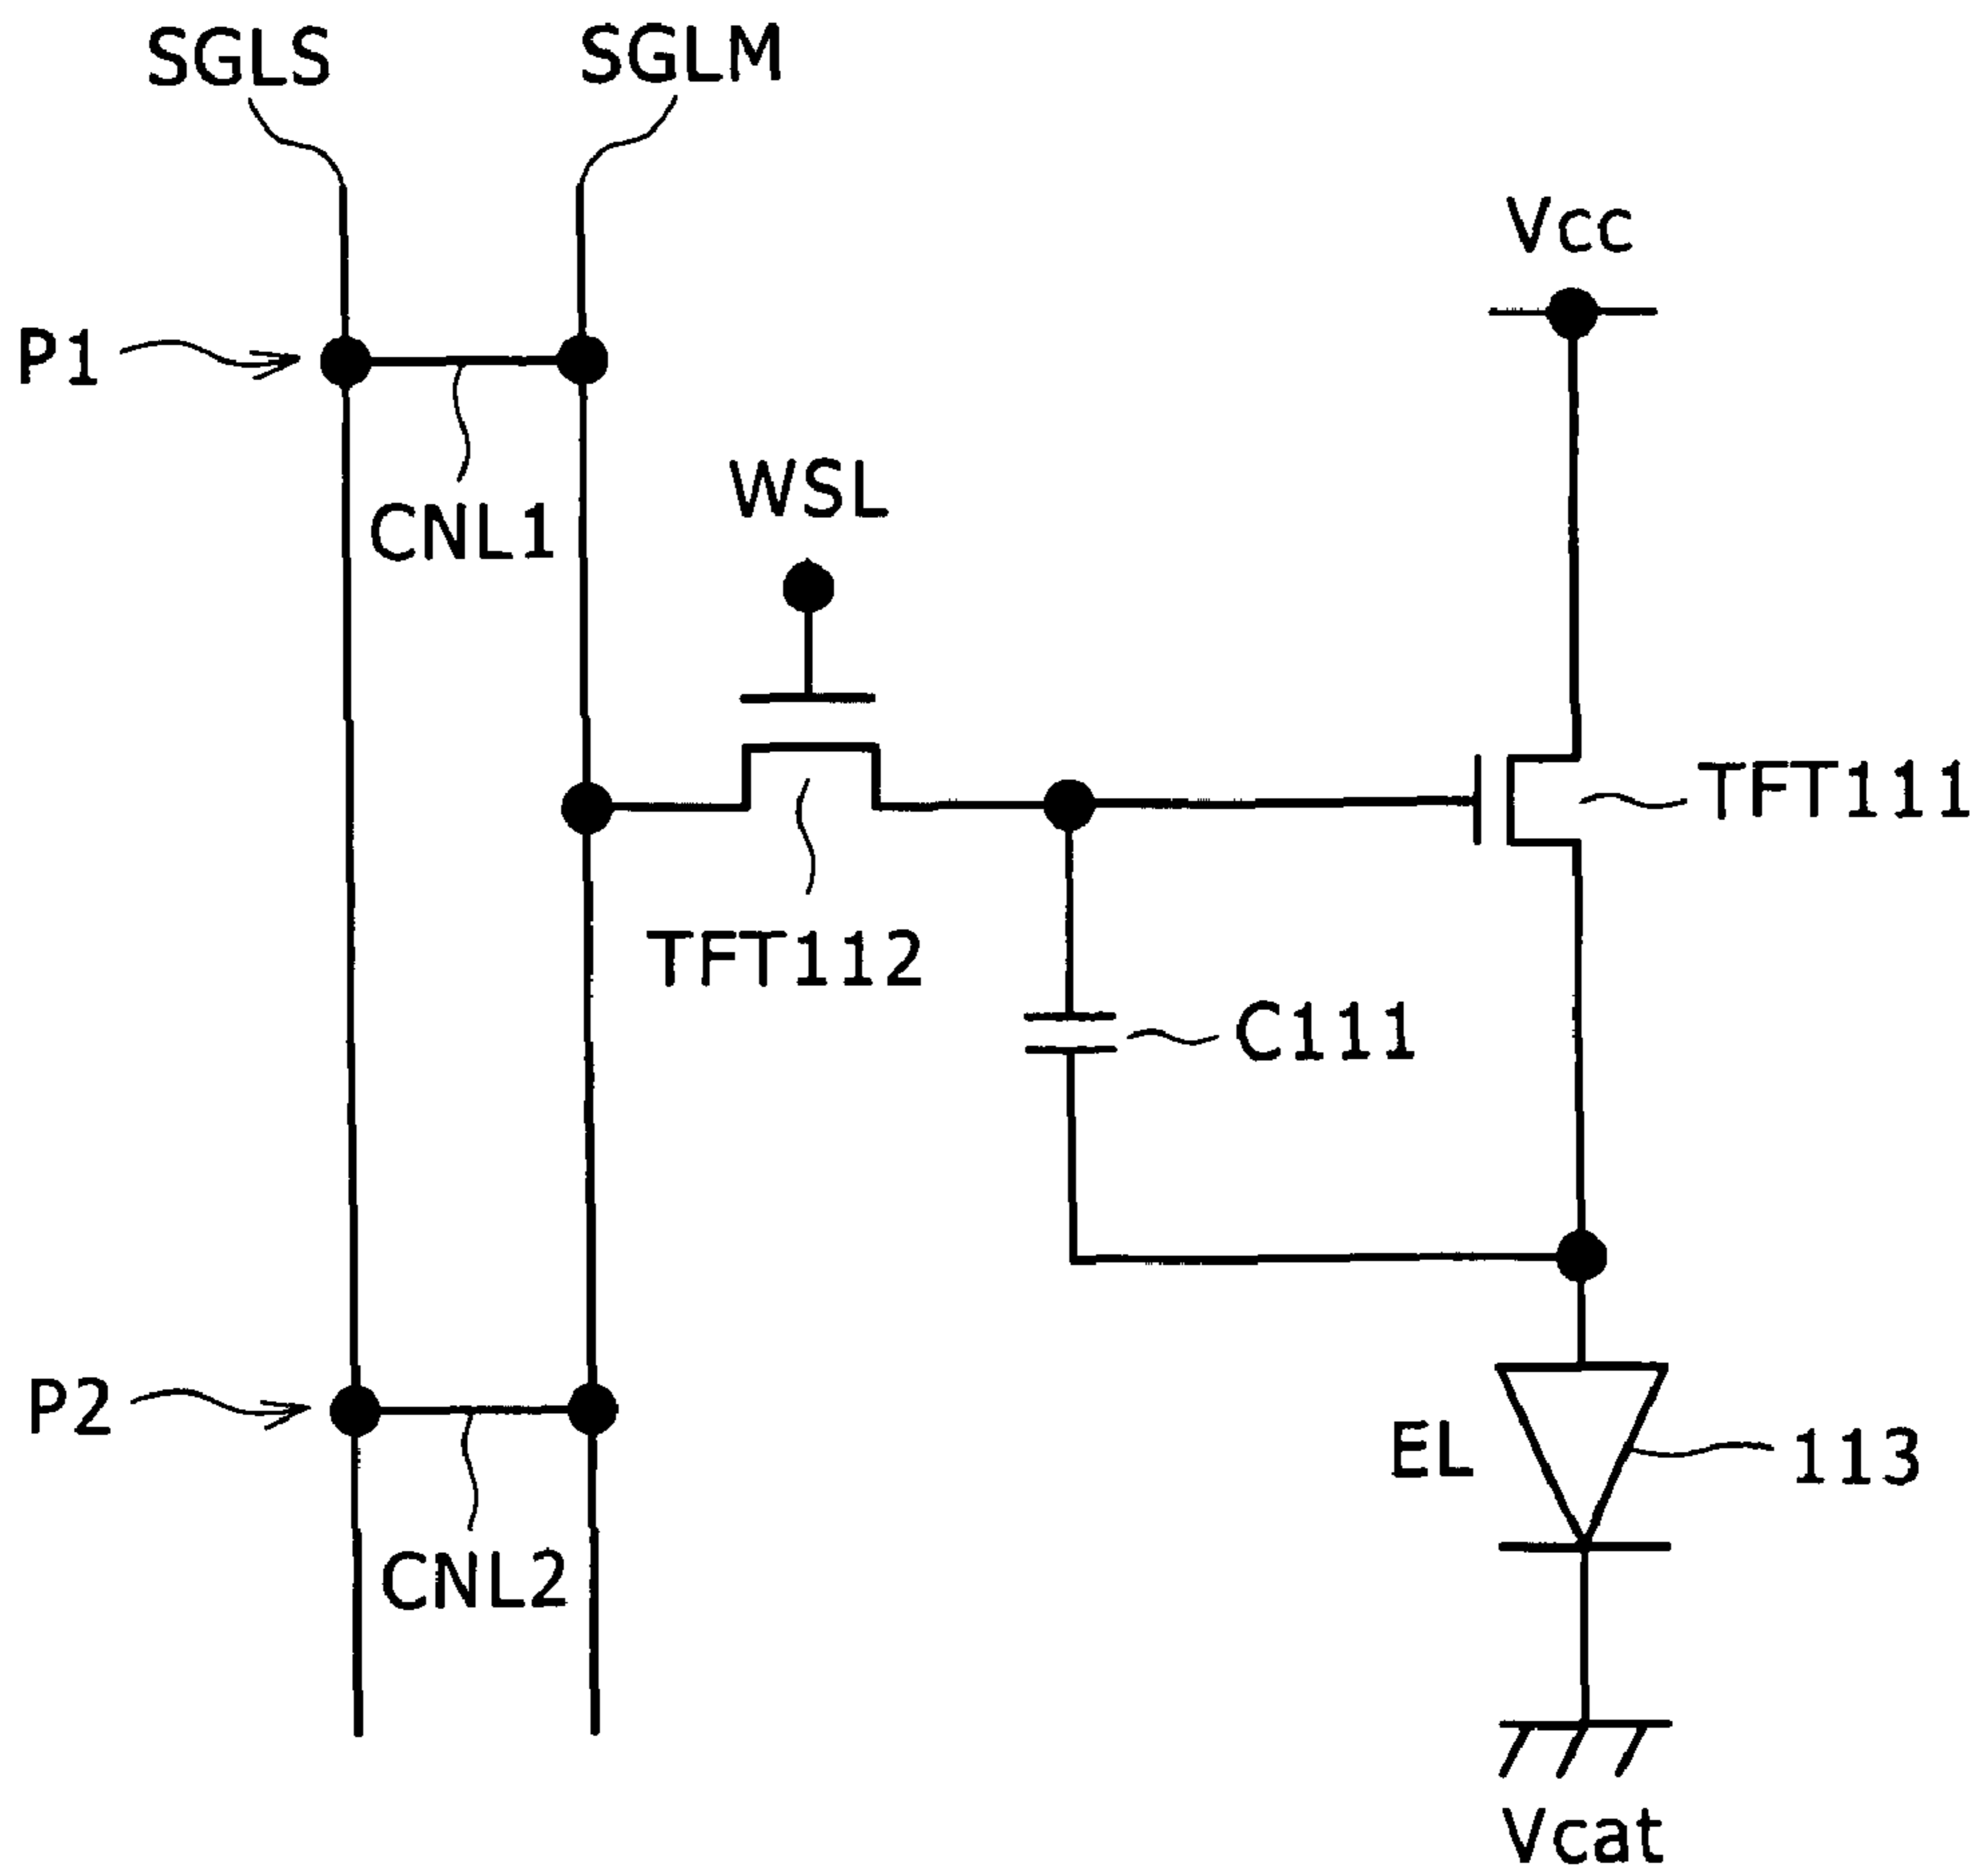 SGLS
SGLM
Vcc
P1
CNL1
WSL
TFT111
TFT112
C111
P2
EL
113
CNL2
Vcat